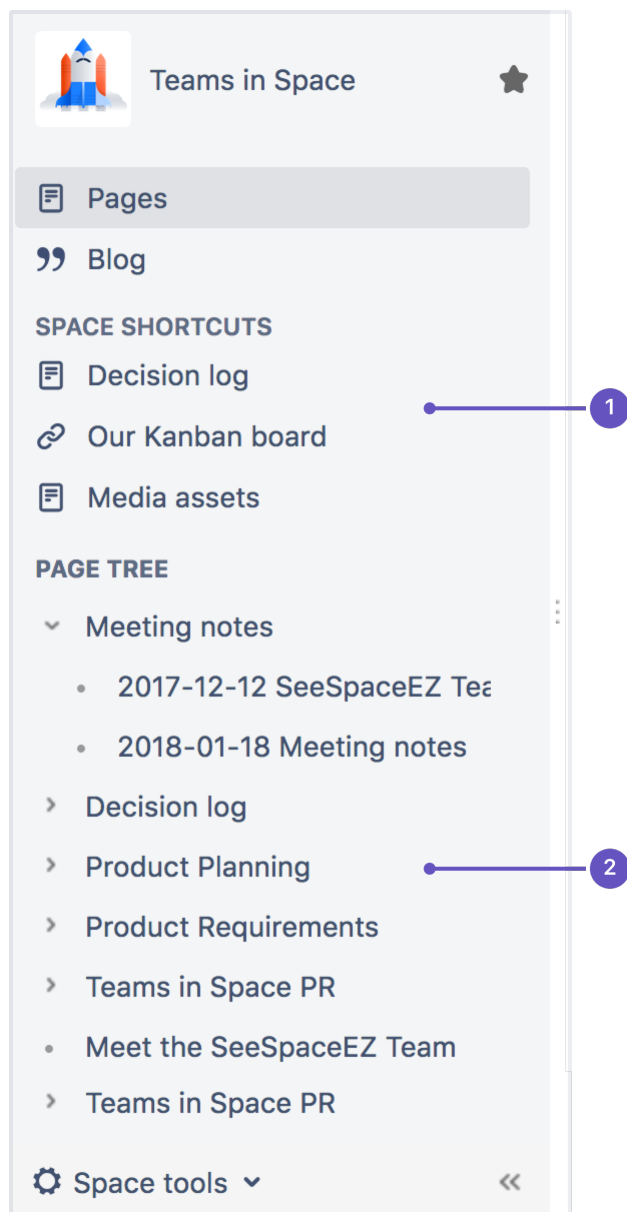 Teams in Space
Pages
Blog
SPACE SHORTCUTS
Decision log
1
Our Kanban board
Media assets
PAGE TREE
Meeting notes
2017-12-12 SeeSpaceEZ Tea
2018-01-18 Meeting notes
Decision log
Product Planning
2
Product Requirements
Teams in Space PR
Meet the SeeSpaceEZ Team
Teams in Space PR
Space tools